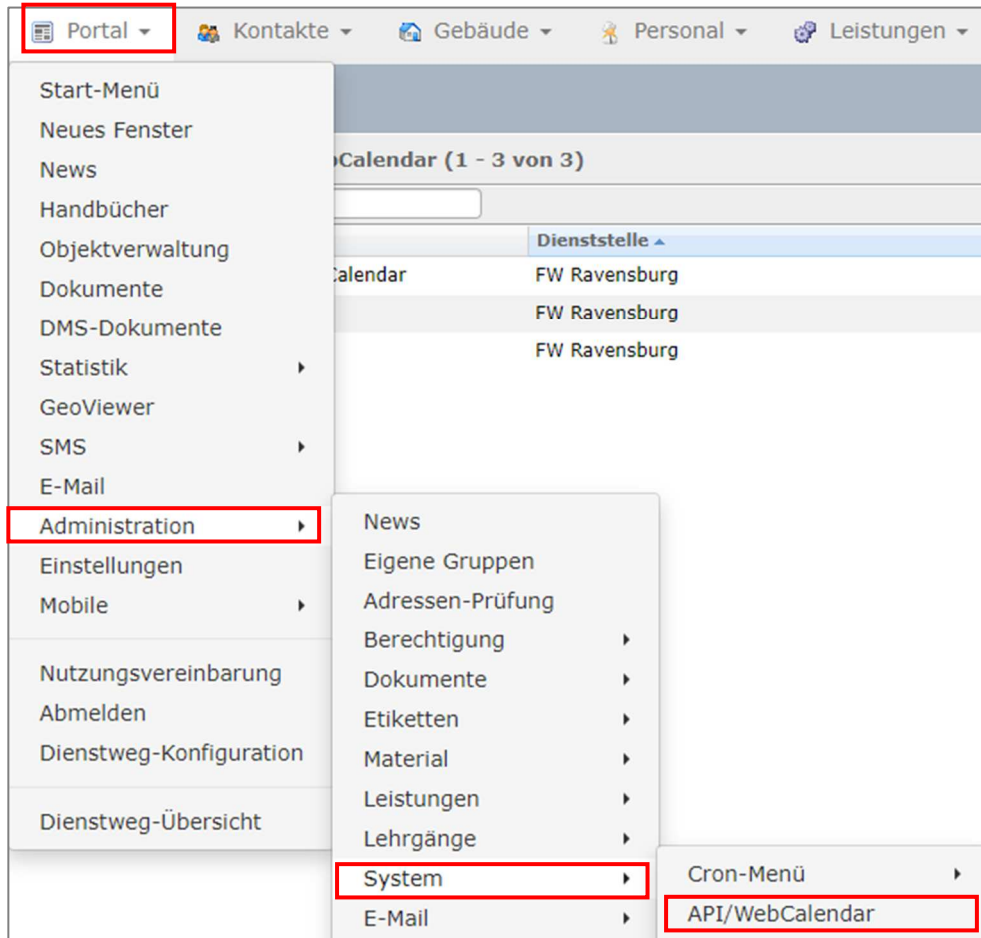 Portal Kontakte Gebäude Personal Leistungen
Start-Menü
Neues Fenster
News
Handbücher
Objektverwaltung
Dokumente
DMS-Dokumente
Statistik
GeoViewer
SMS
E-Mail
Administration
Einstellungen
Mobile
Nutzungsvereinbarung
Abmelden
Dienstweg-Konfiguration
Dienstweg-Übersicht
Calendar (1 - 3 von 3)
Dienststelle
Calendar FW Ravensburg
FW Ravensburg
FW Ravensburg
News
Eigene Gruppen
Adressen-Prüfung
Berechtigung
Dokumente
Etiketten
Material
Leistungen
Lehrgänge
System
E-Mail
Cron-Menü
API/WebCalendar